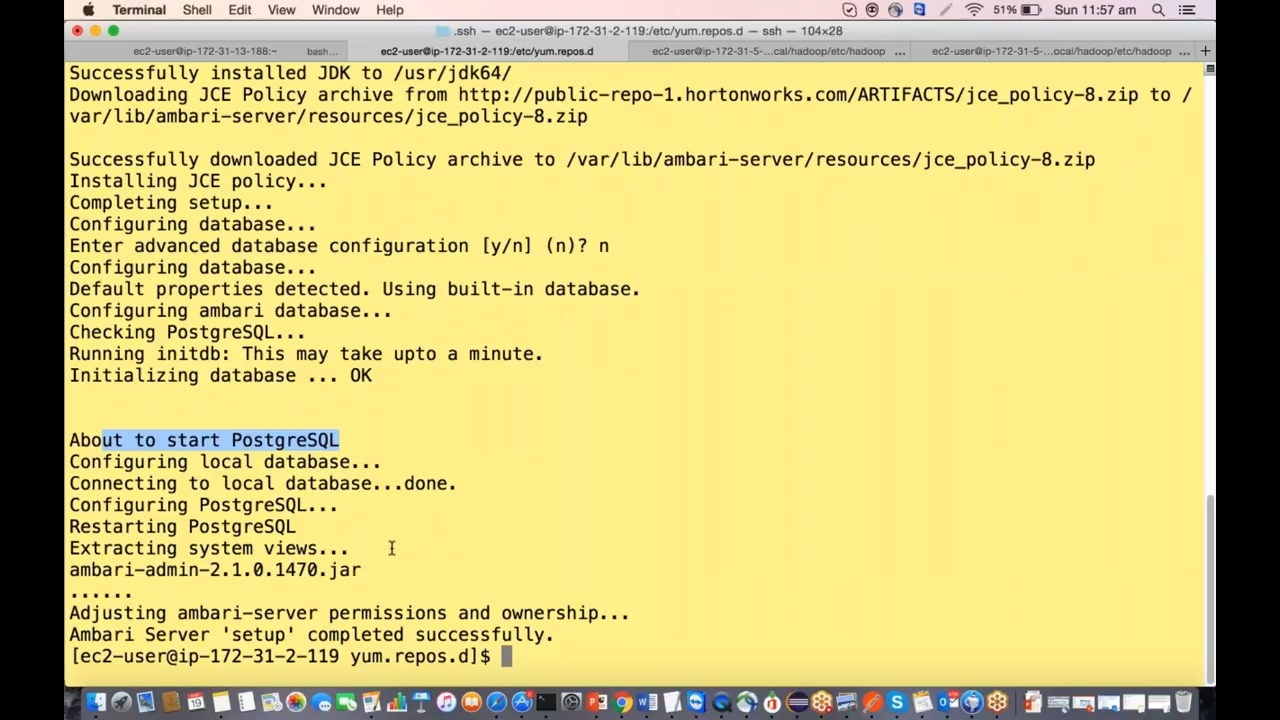 Terminal Shell Edit View Window Help 51% Sun 11:57 am
.ssh — ec2-user@ip-172-31-2-119:/etc/yum.repos.d — .ssh — 104×28
ec2-user@ip-172-31-13-188:~ bash... ec2-user@ip-172-31-2-119:/etc/yum.repos.d ec2-user@ip-172-31-5-...cal/hadoop/etc/hadoop ... ec2-user@ip-172-31-5-...ocal/hadoop/etc/hadoop ... +
Successfully installed JDK to /usr/jdk64/
Downloading JCE Policy archive from http://public-repo-1.hortonworks.com/ARTIFACTS/jce_policy-8.zip to /
var/lib/ambari-server/resources/jce_policy-8.zip
Successfully downloaded JCE Policy archive to /var/lib/ambari-server/resources/jce_policy-8.zip
Installing JCE policy...
Completing setup...
Configuring database...
Enter advanced database configuration [y/n] (n)? n
Configuring database...
Default properties detected. Using built-in database.
Configuring ambari database...
Checking PostgreSQL...
Running initdb: This may take upto a minute.
Initializing database ... OK
About to start PostgreSQL
Configuring local database...
Connecting to local database...done.
Configuring PostgreSQL...
Restarting PostgreSQL
Extracting system views...
ambari-admin-2.1.0.1470.jar
......
Adjusting ambari-server permissions and ownership...
Ambari Server 'setup' completed successfully.
[ec2-user@ip-172-31-2-119 yum.repos.d]$